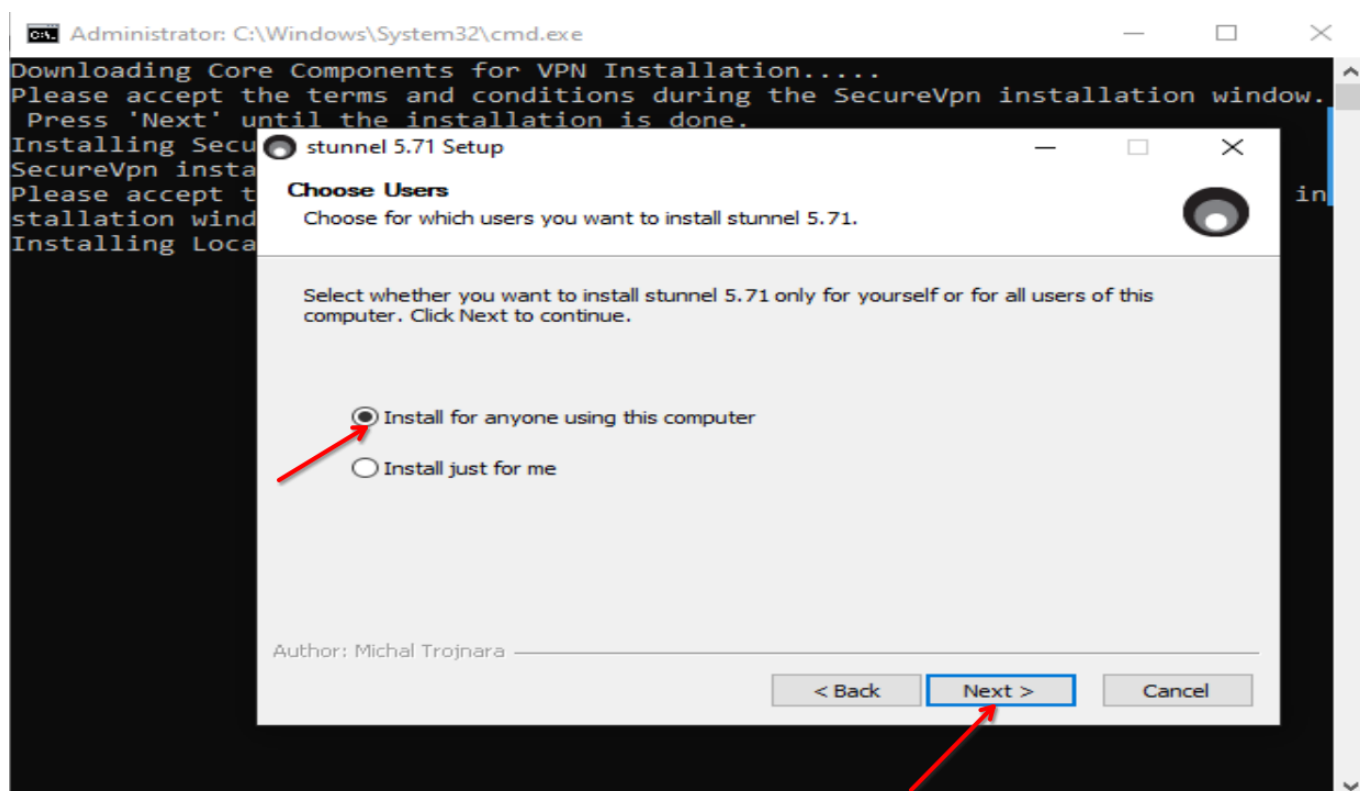 Administrator: C:\Windows\System32\cmd.exe
Downloading Core Components for VPN Installation.....
Please accept the terms and conditions during the SecureVpn installation window.
Press 'Next' until the installation is done.
Installing Secu
SecureVpn insta
Please accept t in
stallation wind
Installing Loca
stunnel 5.71 Setup
Choose Users
Choose for which users you want to install stunnel 5.71.
Select whether you want to install stunnel 5.71 only for yourself or for all users of this
computer. Click Next to continue.
Install for anyone using this computer
Install just for me
Author: Michal Trojnara
< Back Next > Cancel